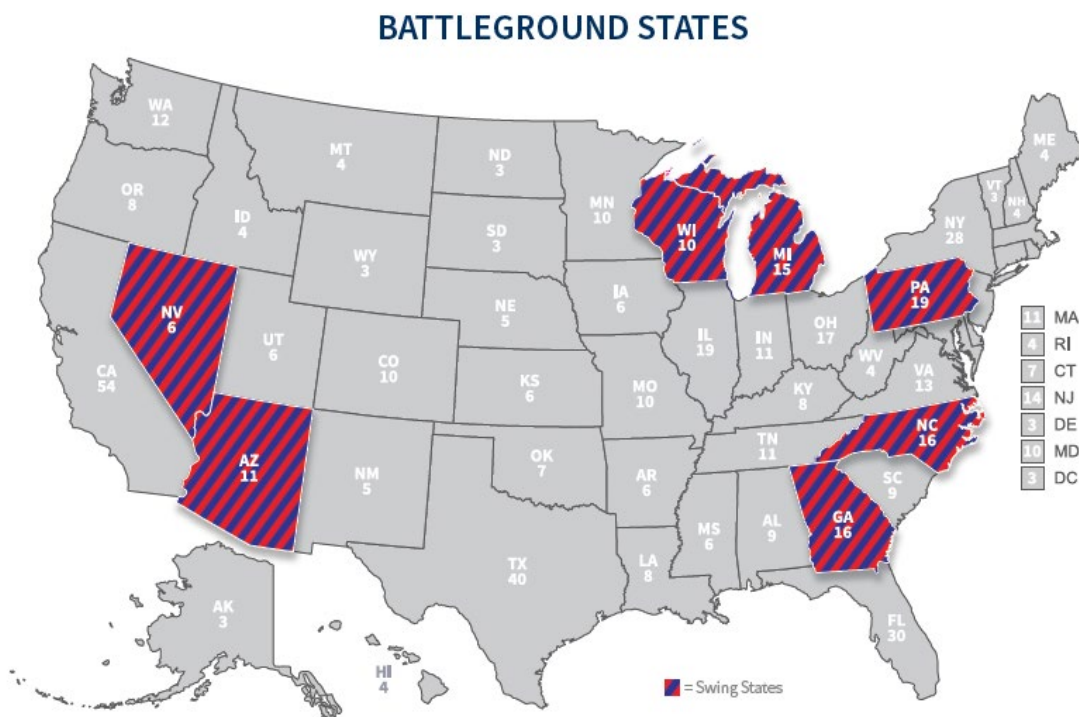 BATTLEGROUND STATES
WA
12
MT
4
ND
3
MN
10
OR
8
ID
4
WY
3
SD
3
WI
10
MI
15
ME
4
VT
3
NH
4
NY
28
NV
6
UT
6
CO
10
NE
5
IA
6
PA
19
CA
54
KS
6
MO
10
IL
19
IN
11
OH
17
WV
4
VA
13
KY
8
AZ
11
NM
5
OK
7
AR
6
TN
11
NC
16
SC
9
TX
40
LA
8
MS
6
AL
9
GA
16
FL
30
AK
3
HI
4
11 MA
4 RI
7 CT
14 NJ
3 DE
10 MD
3 DC
= Swing States